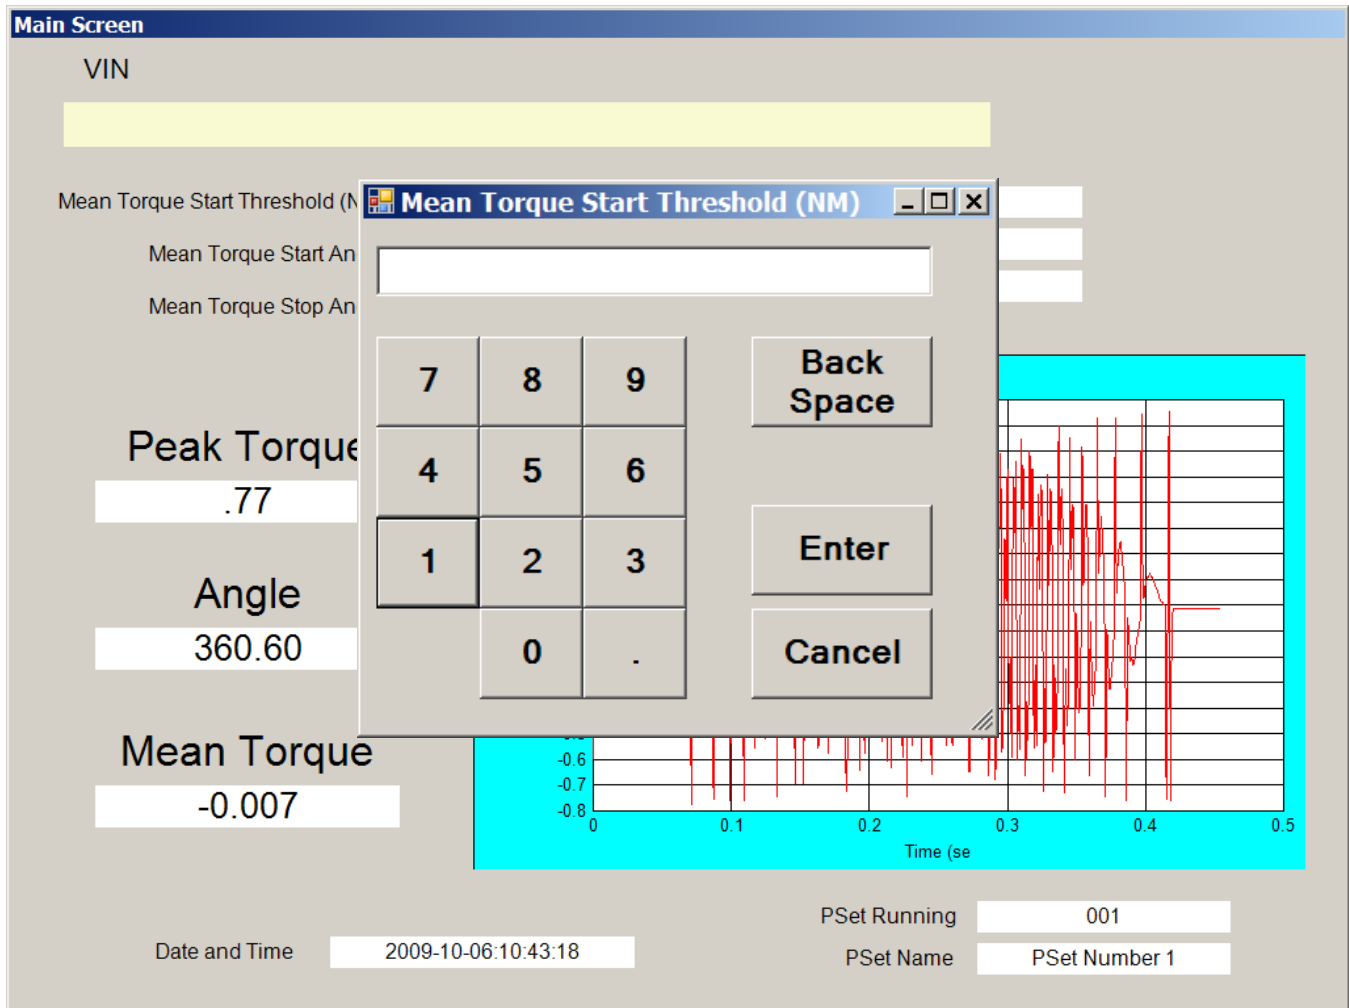 Main Screen
VIN
Mean Torque Start Threshold (N
Mean Torque Start An
Mean Torque Stop An
Mean Torque Start Threshold (NM)
7 8 9 Back Space
4 5 6
1 2 3 Enter
0 . Cancel
Peak Torque
.77
Angle
360.60
Mean Torque
-0.007
-0.6
-0.7
-0.8
0 0.1 0.2 0.3 0.4 0.5
Time (se
PSet Running 001
Date and Time 2009-10-06:10:43:18
PSet Name PSet Number 1